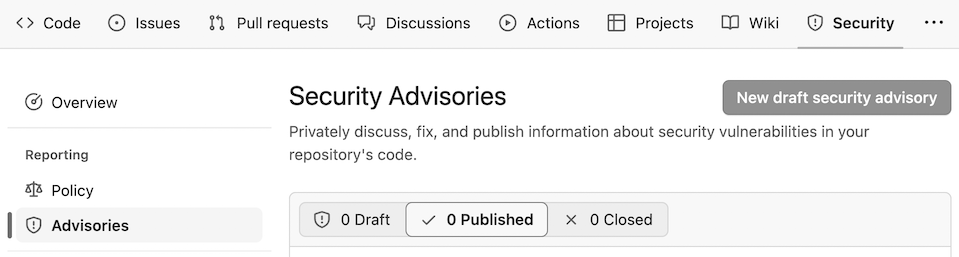 Code Issues Pull requests Discussions Actions Projects Wiki Security ...
Overview
Reporting
Policy
Advisories
Security Advisories
New draft security advisory
Privately discuss, fix, and publish information about security vulnerabilities in your
repository's code.
0 Draft 0 Published 0 Closed